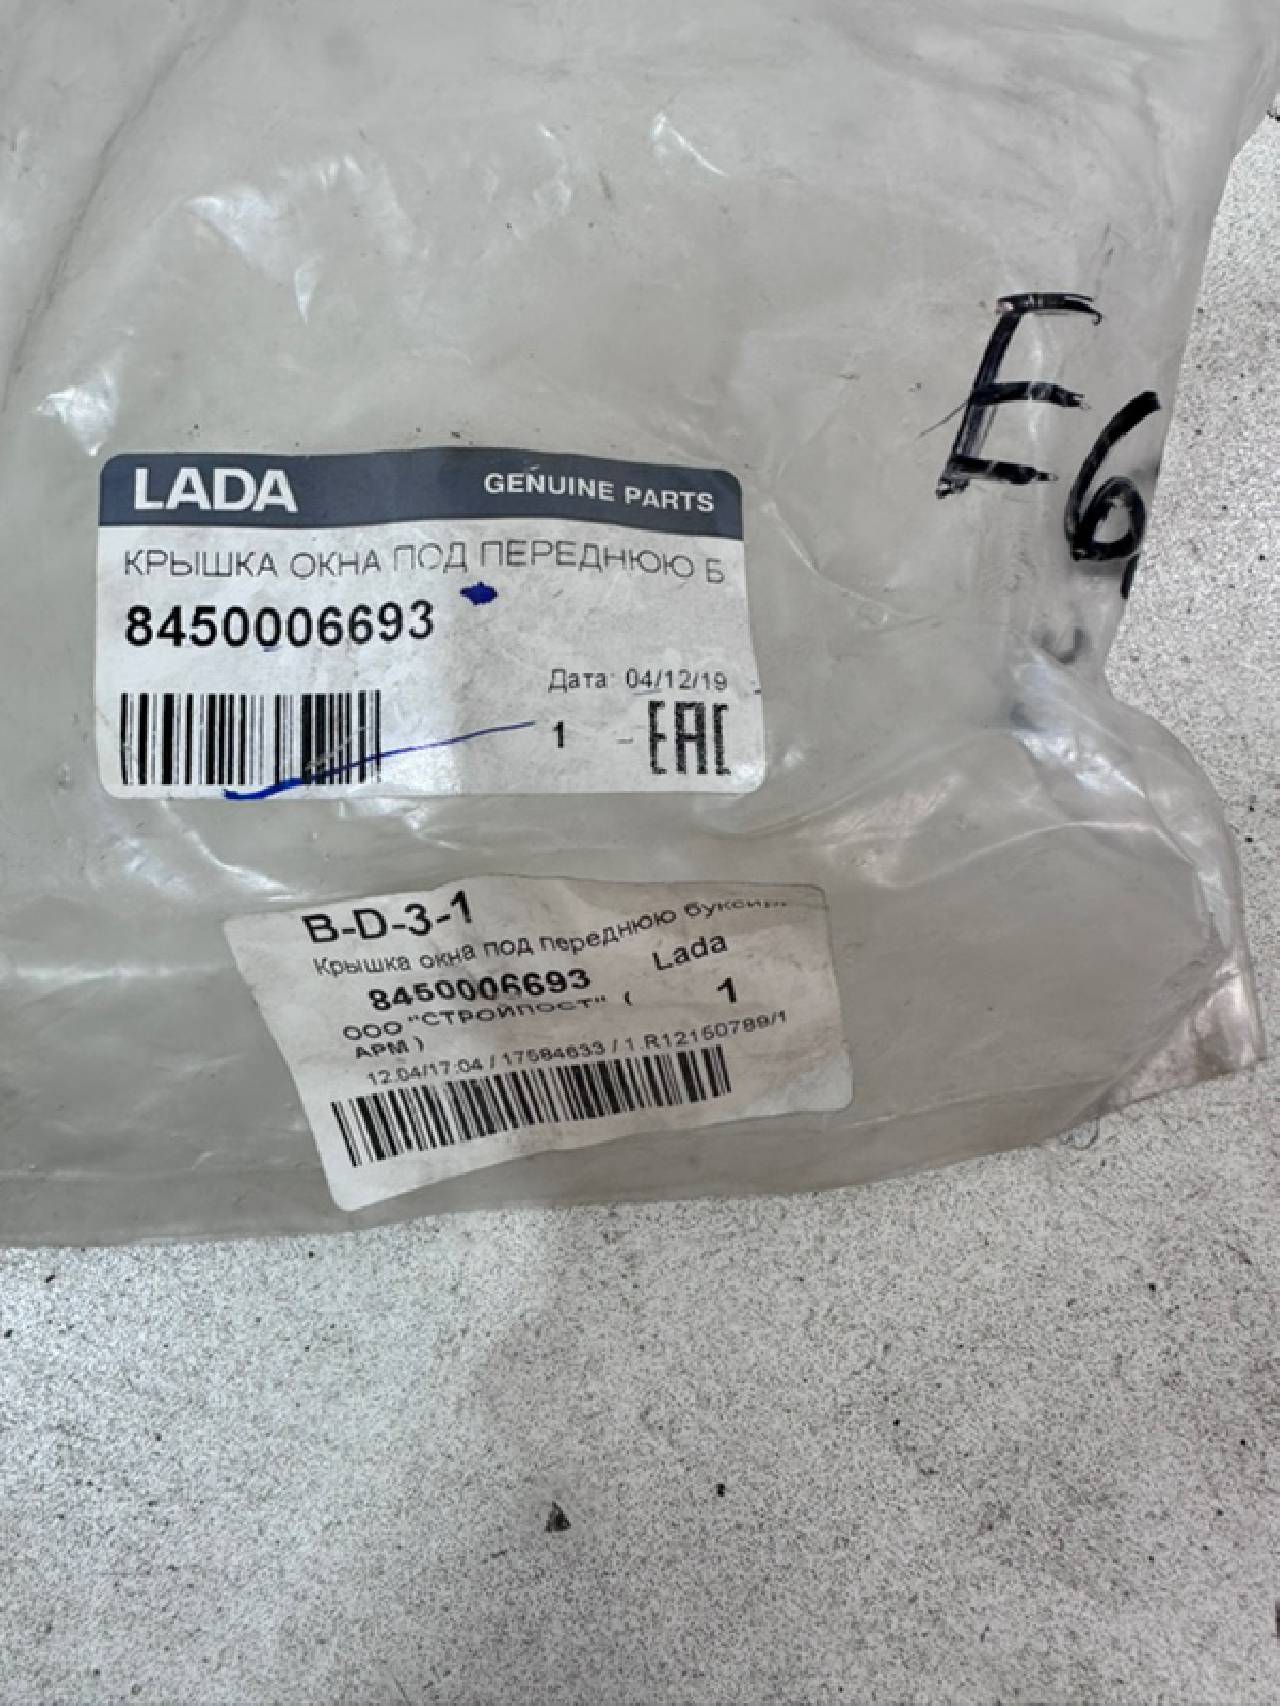 LADA GENUINE PARTS
КРЫШКА ОКНА ПОД ПЕРЕДНЮЮ Б
8450006693
Дата: 04/12/19
1 EAC
E6
B-D-3-1
Крышка окна под переднюю
8450006693 Lada
ООО "СТРОЙПОСТ" ( 1
АРМ )
12.04/17:04 / 17584633 / 1 R12150789/1